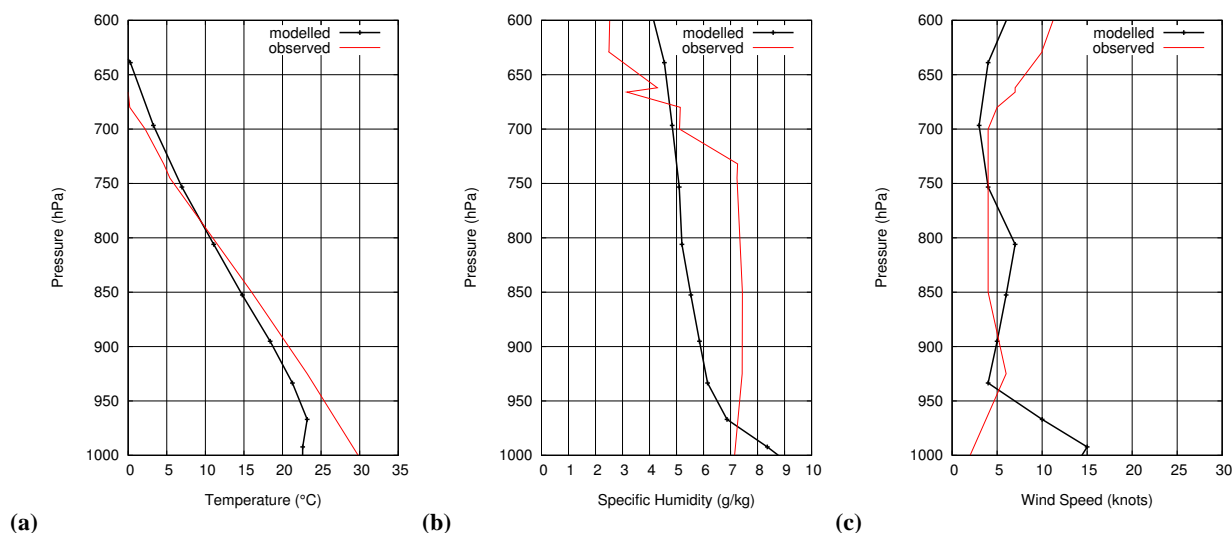 600
650
700
750
800
850
900
950
1000
0 5 10 15 20 25 30 35
Pressure (hPa)
Temperature (°C)
modelled
observed
(a)
600
650
700
750
800
850
900
950
1000
0 1 2 3 4 5 6 7 8 9 10
Pressure (hPa)
Specific Humidity (g/kg)
modelled
observed
(b)
600
650
700
750
800
850
900
950
1000
0 5 10 15 20 25 30
Pressure (hPa)
Wind Speed (knots)
modelled
observed
(c)